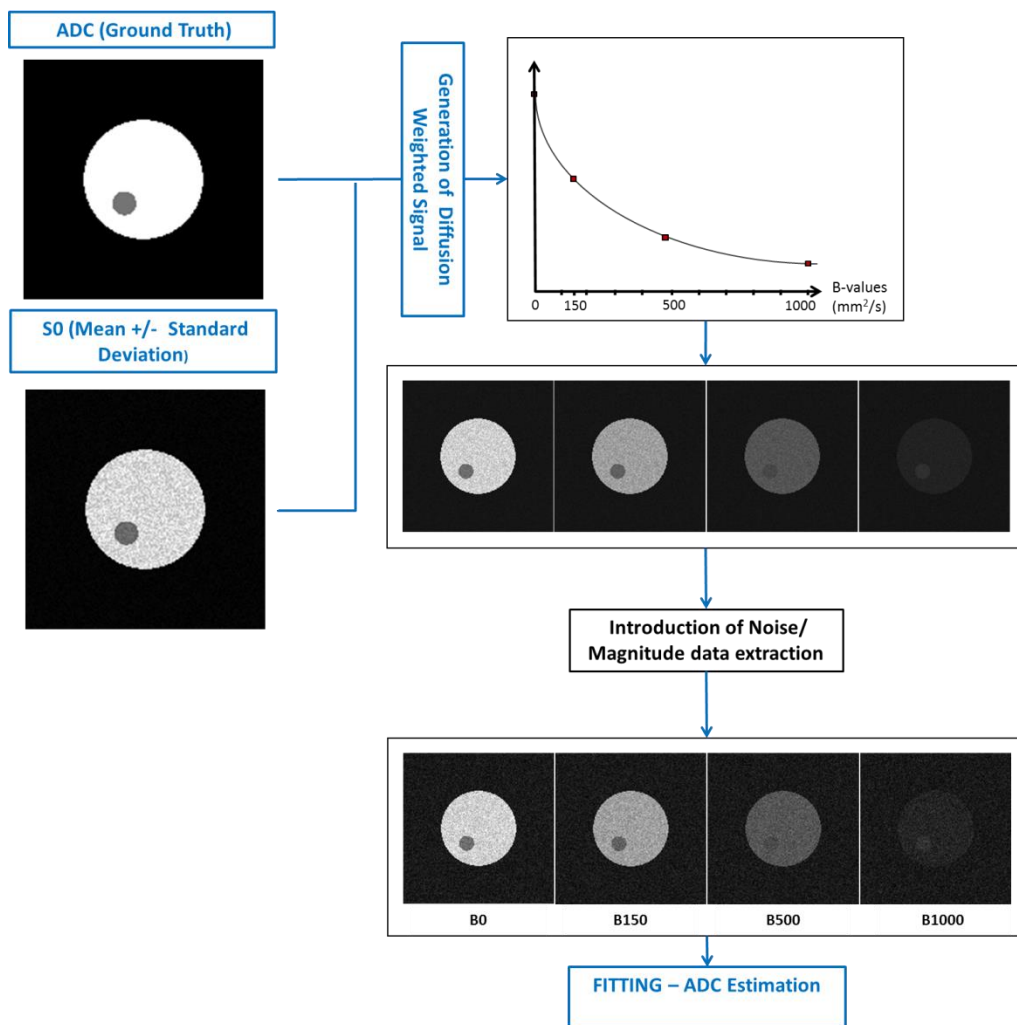 ADC (Ground Truth)
S0 (Mean +/- Standard
Deviation)
Generation of Diffusion
Weighted Signal
0
150
500
1000
B-values
(mm²/s)
Introduction of Noise/
Magnitude data extraction
B0
B150
B500
B1000
FITTING – ADC Estimation